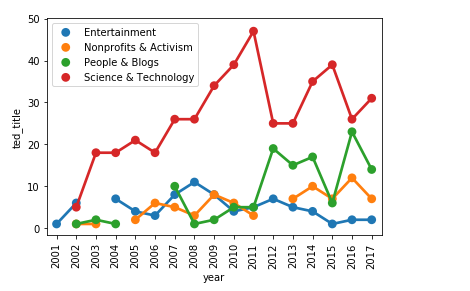 50
40
30
20
10
0
ted_title
Entertainment
Nonprofits & Activism
People & Blogs
Science & Technology
2001 2002 2003 2004 2005 2006 2007 2008 2009 2010 2011 2012 2013 2014 2015 2016 2017
year